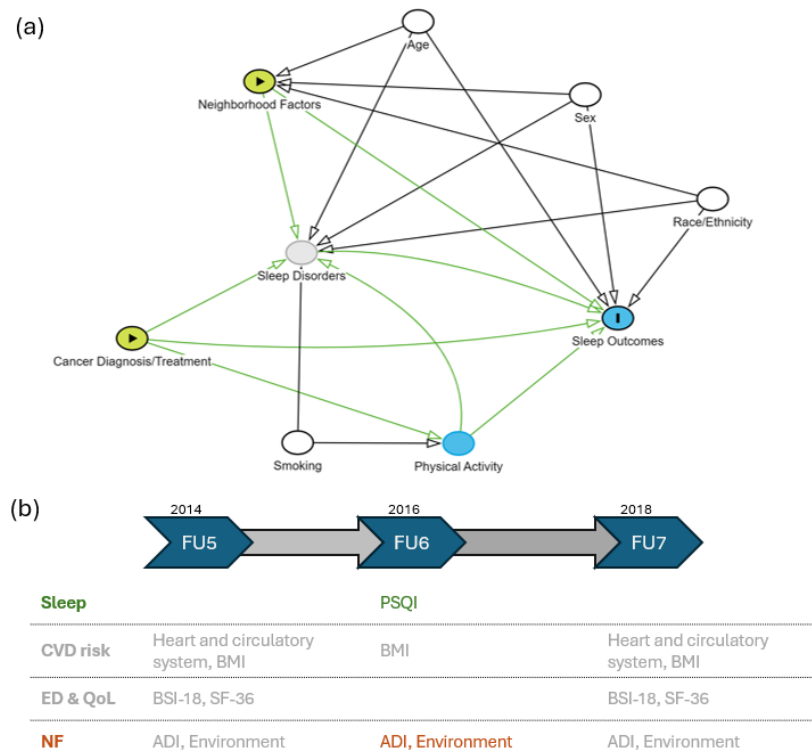 (a)
Age
Neighborhood Factors
Sex
Race/Ethnicity
Sleep Disorders
Sleep Outcomes
Cancer Diagnosis/Treatment
Smoking
Physical Activity
(b)
2014 2016 2018
FU5 FU6 FU7
Sleep PSQI
CVD risk Heart and circulatory system, BMI BMI Heart and circulatory system, BMI
ED & QoL BSI-18, SF-36 BSI-18, SF-36
NF ADI, Environment ADI, Environment ADI, Environment